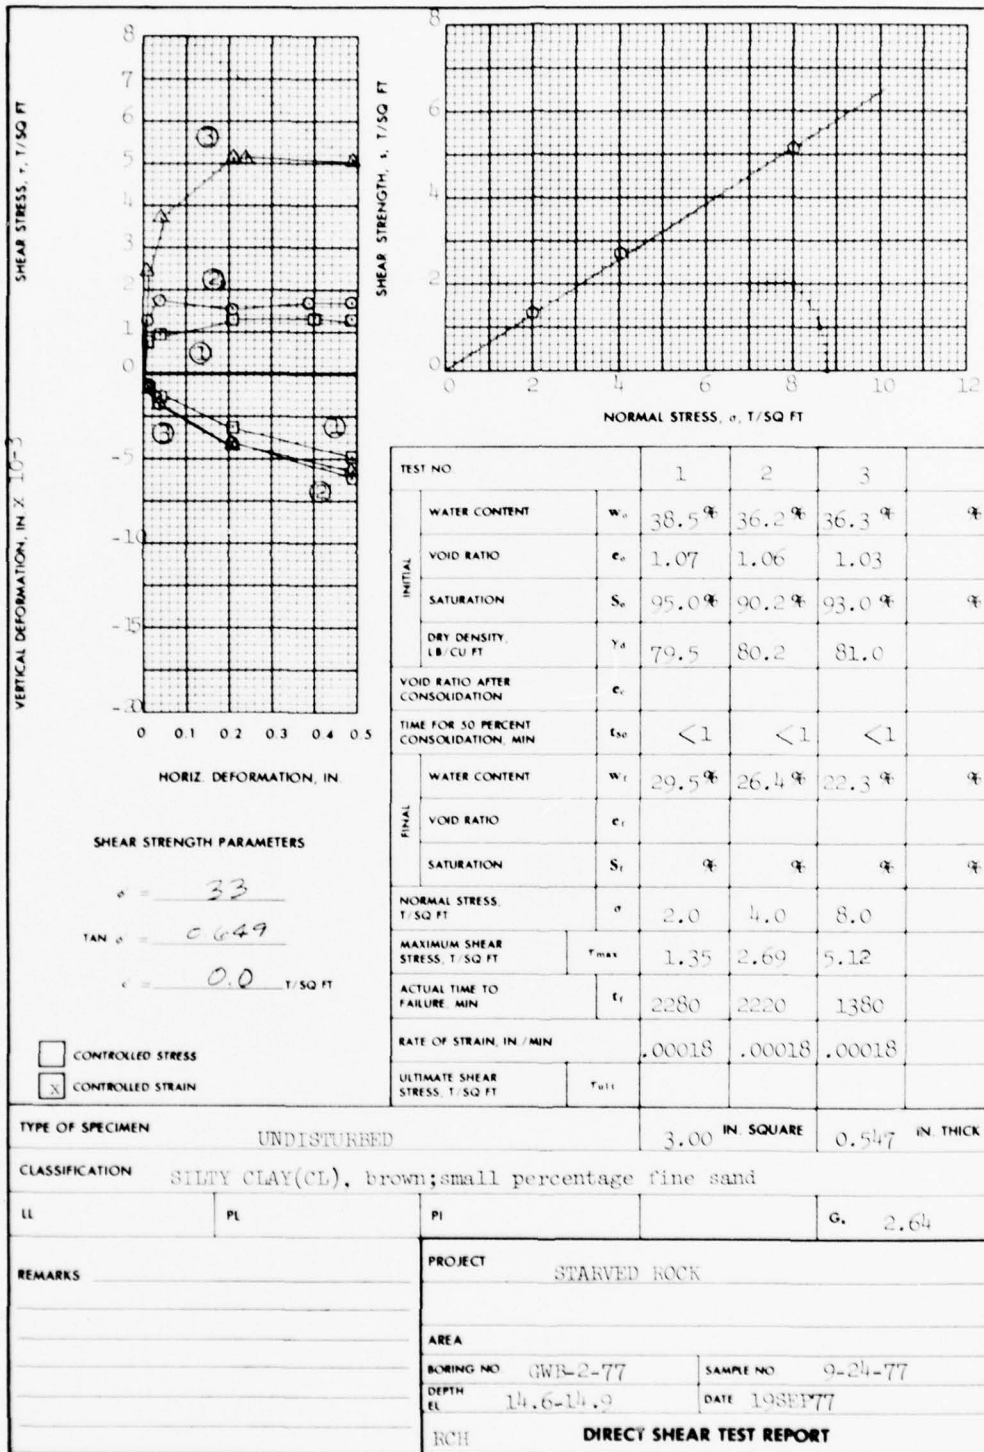 SHEAR STRESS, τ, T/SQ FT
8
7
6
5
4
3
2
1
0
-5
-10
-15
VERTICAL DEFORMATION, IN X 10-3
0 0.1 0.2 0.3 0.4 0.5
HORIZ. DEFORMATION, IN.
SHEAR STRENGTH, s, T/SQ FT
8
6
4
2
0
0 2 4 6 8 10 12
NORMAL STRESS, σ, T/SQ FT
SHEAR STRENGTH PARAMETERS
= 33
TAN = 0.649
= 0.0 T/SQ FT
CONTROLLED STRESS
X CONTROLLED STRAIN
TEST NO. 1 2 3
INITIAL
WATER CONTENT wo 38.5% 36.2% 36.3% %
VOID RATIO eo 1.07 1.06 1.03
SATURATION So 95.0% 90.2% 93.0% %
DRY DENSITY, LB/CU FT γd 79.5 80.2 81.0
VOID RATIO AFTER CONSOLIDATION ec
TIME FOR 50 PERCENT CONSOLIDATION, MIN t50 <1 <1 <1
FINAL
WATER CONTENT wf 29.5% 26.4% 22.3% %
VOID RATIO ef
SATURATION Sf % % % %
NORMAL STRESS, T/SQ FT σ 2.0 4.0 8.0
MAXIMUM SHEAR STRESS, T/SQ FT τmax 1.35 2.69 5.12
ACTUAL TIME TO FAILURE, MIN tf 2280 2220 1380
RATE OF STRAIN, IN./MIN .00018 .00018 .00018
ULTIMATE SHEAR STRESS, T/SQ FT τult
TYPE OF SPECIMEN UNDISTURBED 3.00 IN. SQUARE 0.547 IN. THICK
CLASSIFICATION SILTY CLAY(CL), brown;small percentage fine sand
LL PL PI G. 2.64
REMARKS
PROJECT STARVED ROCK
AREA
BORING NO. GWB-2-77 SAMPLE NO. 9-24-77
DEPTH EL 14.6-14.9 DATE 19SEP77
RCH DIRECT SHEAR TEST REPORT